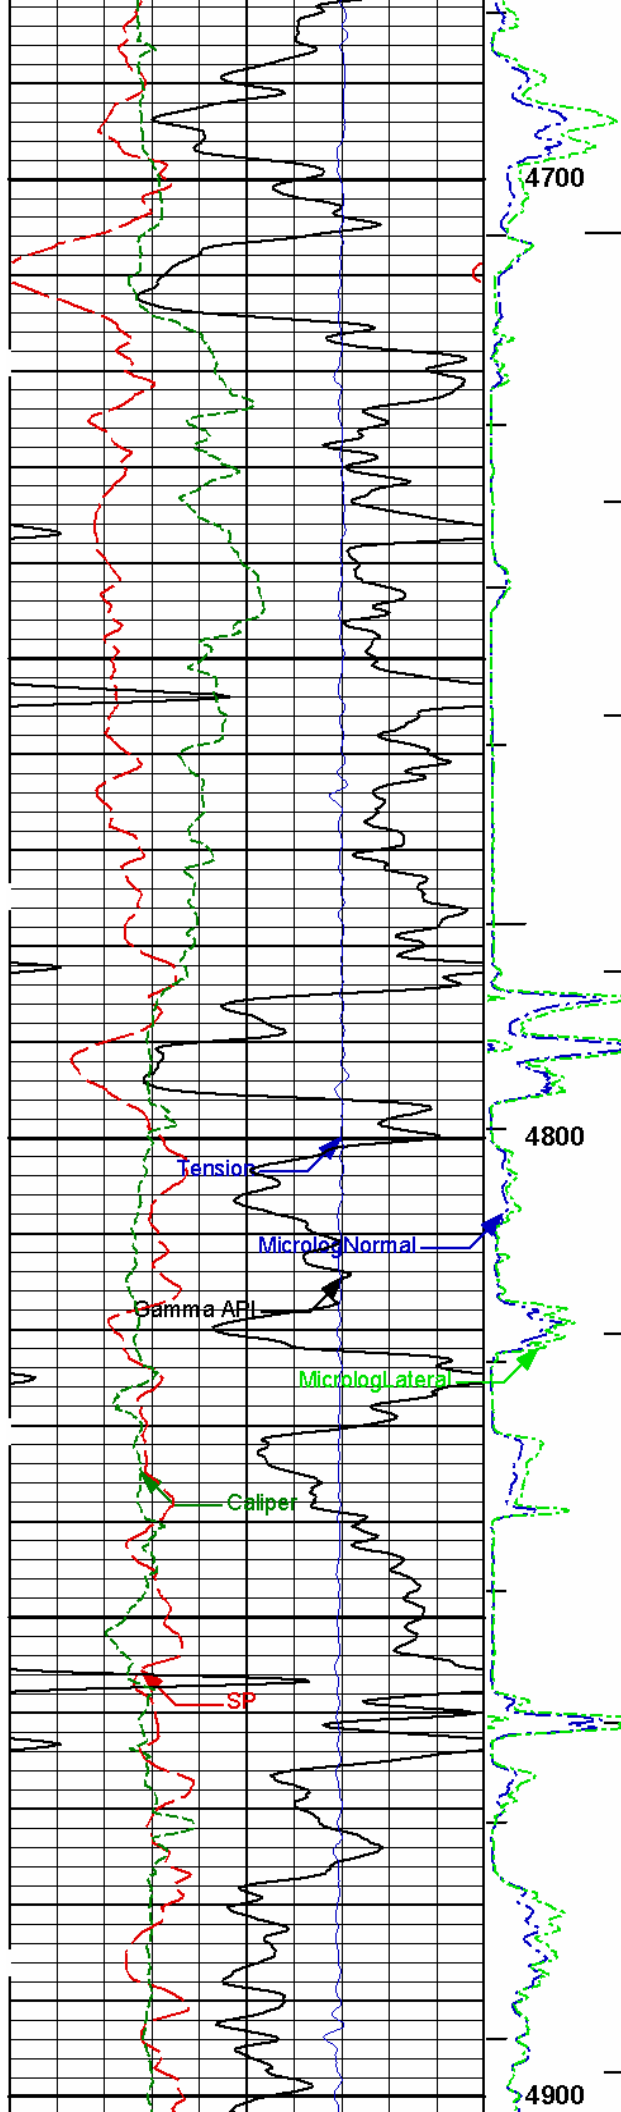 4700
4800
Tension
MicrologNormal
Gamma API
MicrologLateral
Caliper
SP
4900